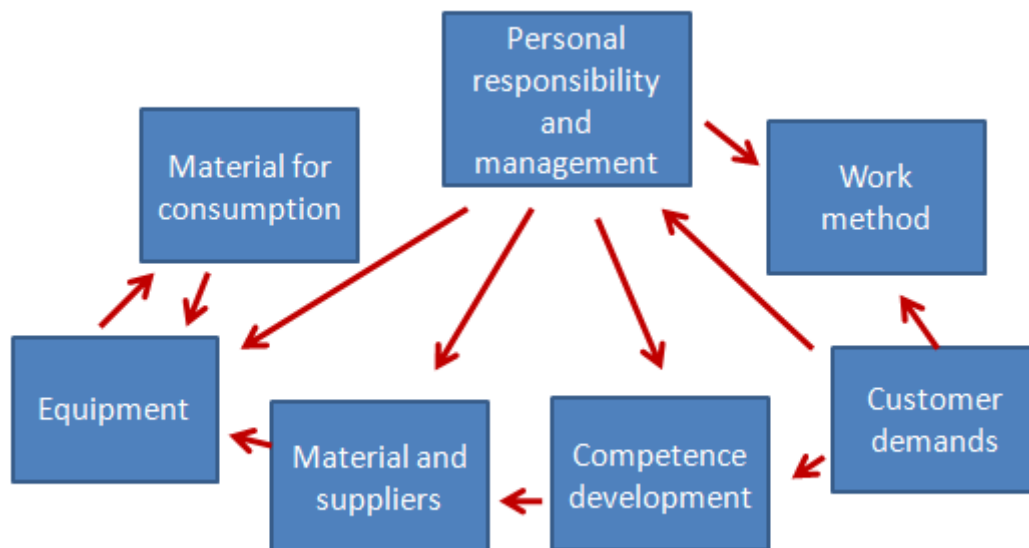 Personal
responsibility
and
management
Material for
consumption
Work
method
Equipment
Material and
suppliers
Competence
development
Customer
demands